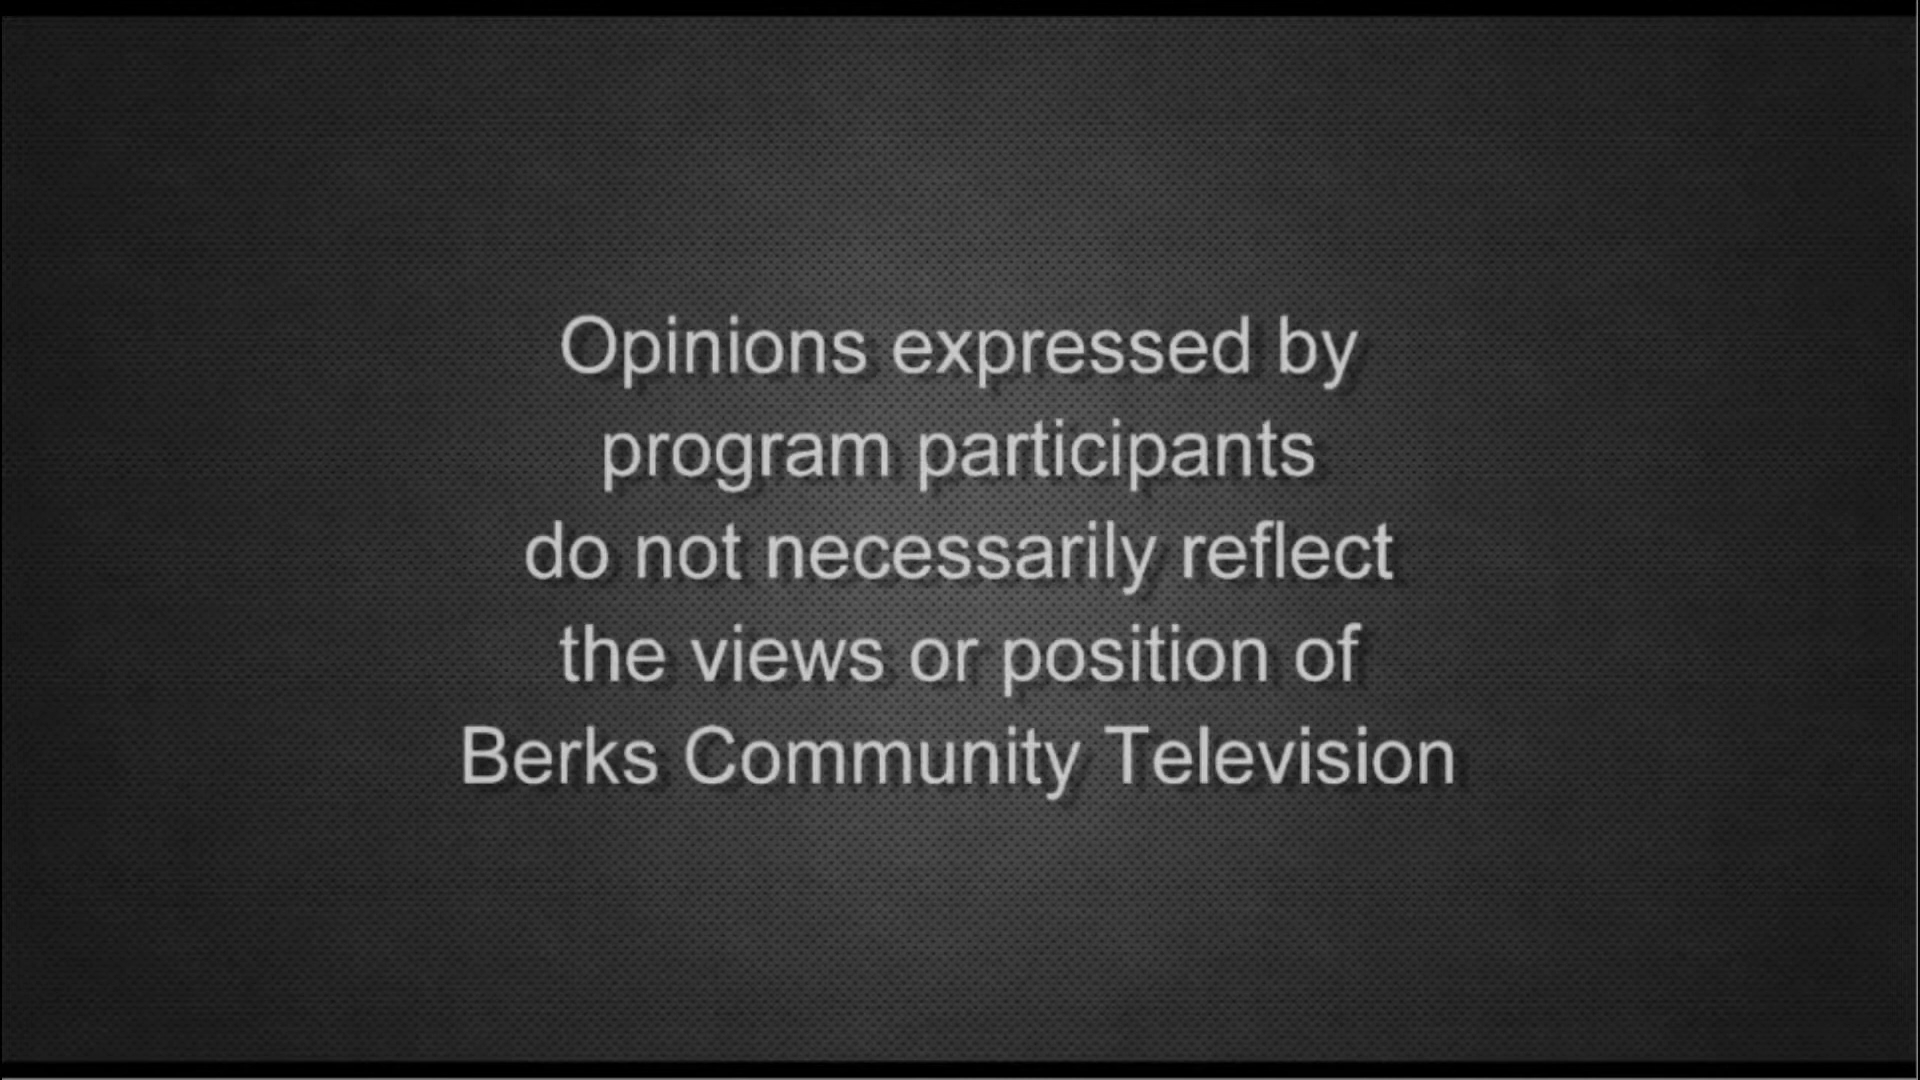 Opinions expressed by
program participants
do not necessarily reflect
the views or position of
Berks Community Television